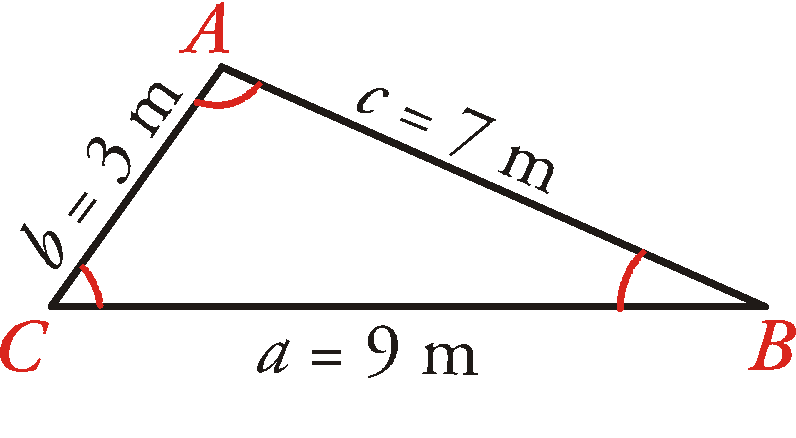 A
b = 3 m
c = 7 m
C
a = 9 m
B